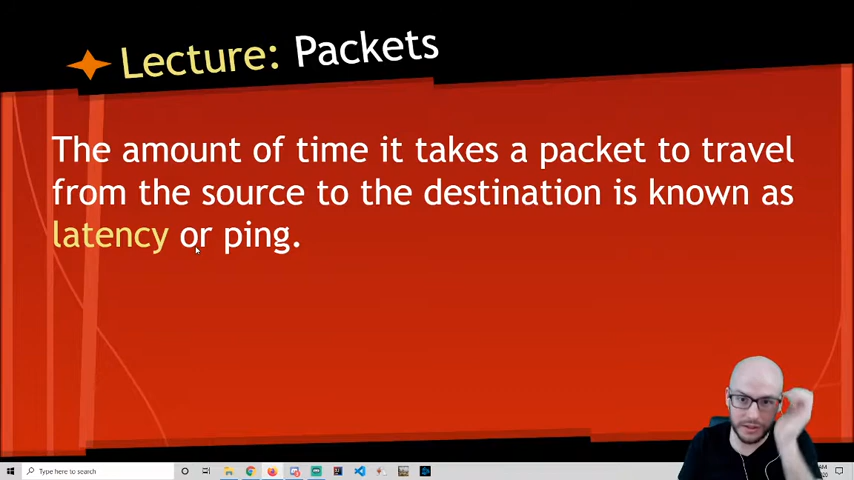 Lecture: Packets
The amount of time it takes a packet to travel
from the source to the destination is known as
latency or ping.
Type here to search